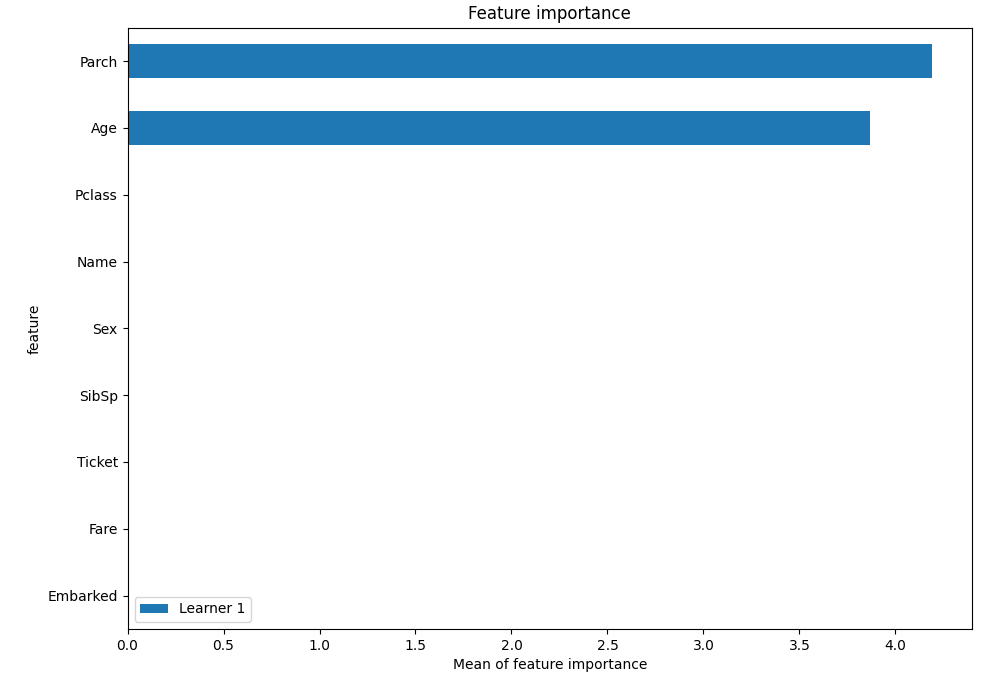 Feature importance
Parch
Age
Pclass
Name
Sex
SibSp
Ticket
Fare
Embarked
feature
Learner 1
0.0 0.5 1.0 1.5 2.0 2.5 3.0 3.5 4.0
Mean of feature importance